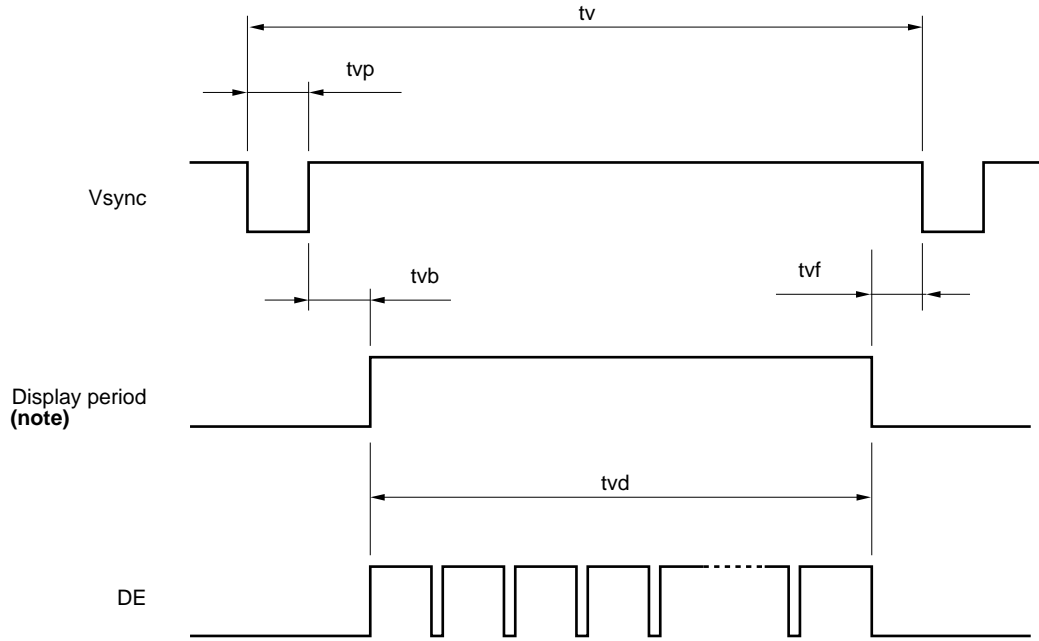 tv
tvp
Vsync
tvb
tvf
Display period
(note)
tvd
DE